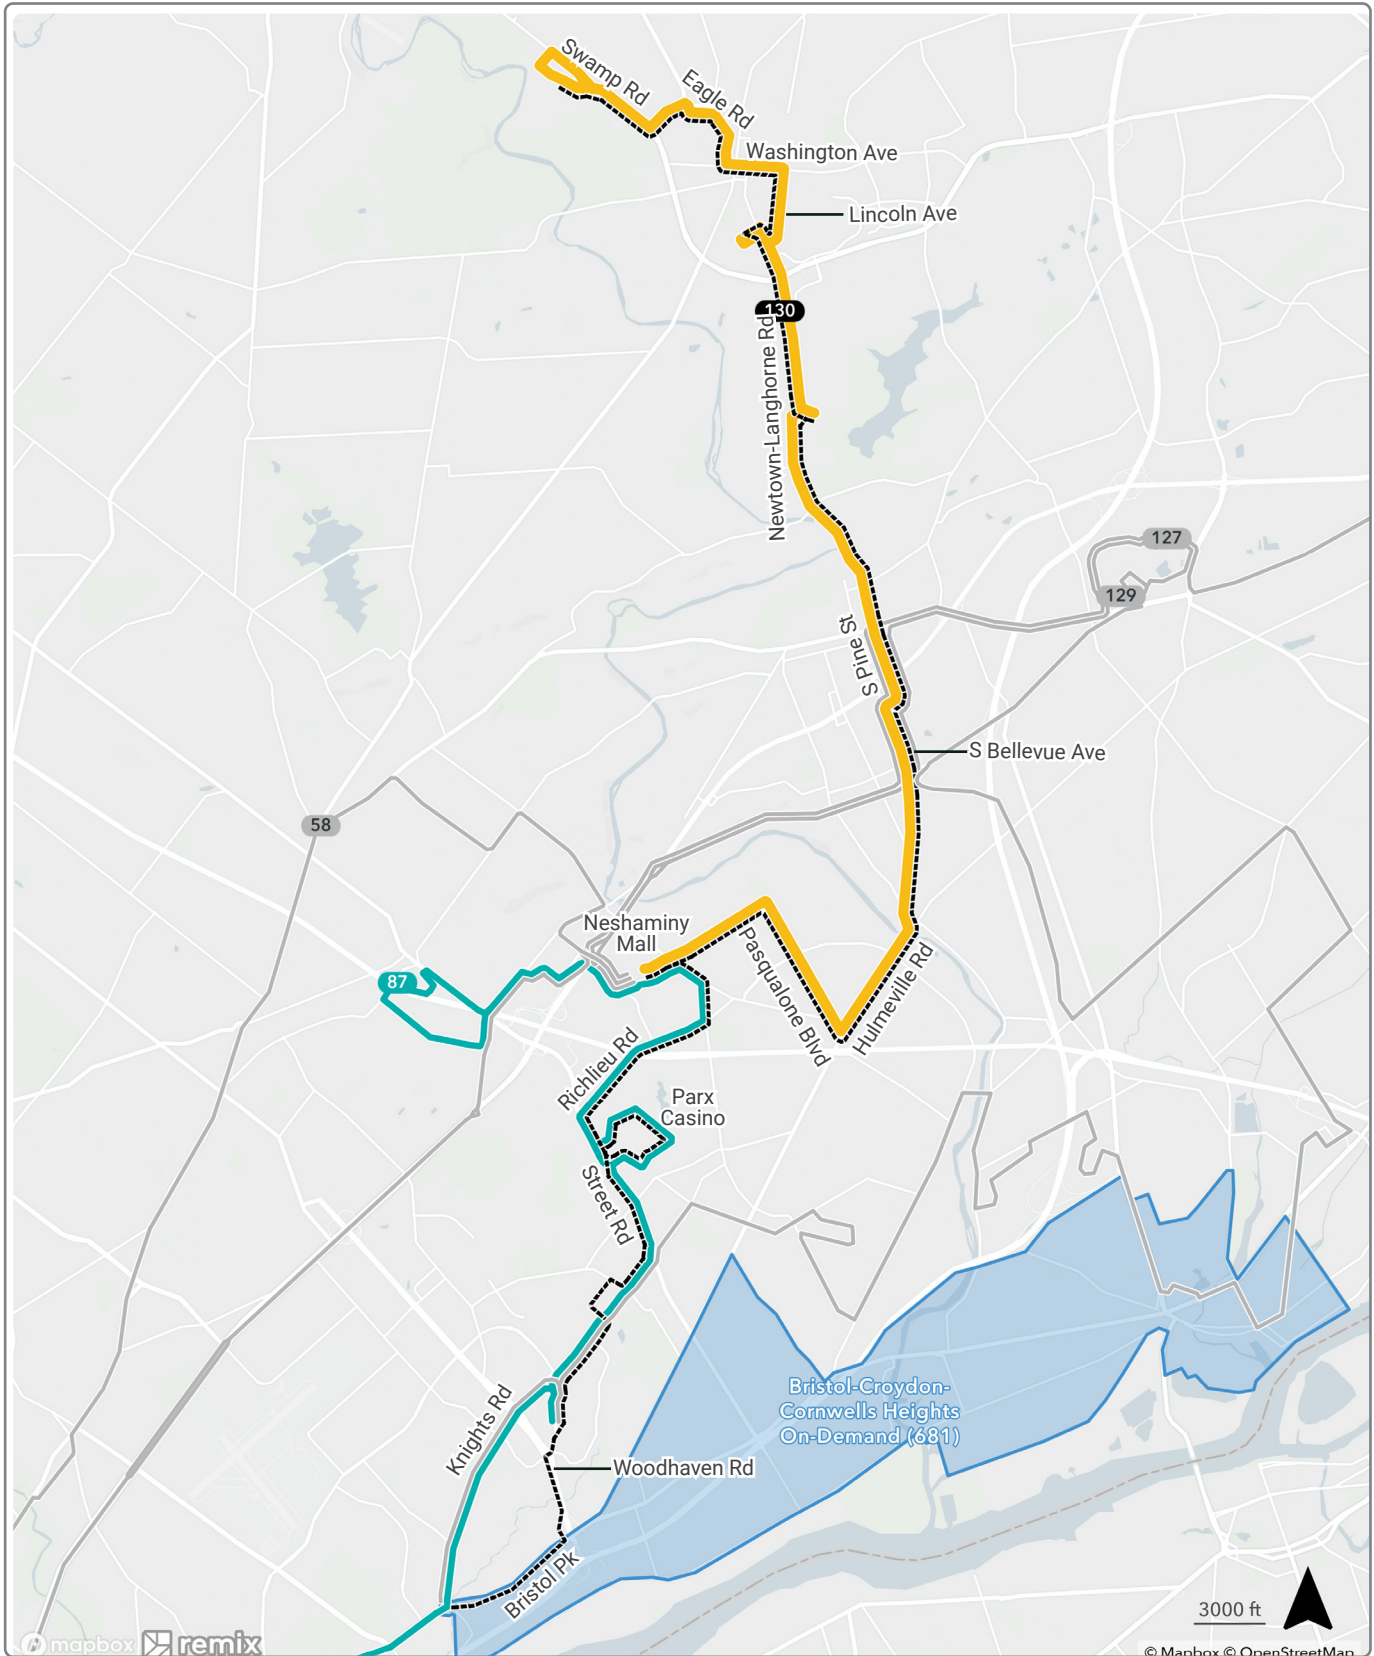 Swamp Rd
Eagle Rd
Washington Ave
Lincoln Ave
130
Newtown-Langhorne Rd
127
129
S Pine St
S Bellevue Ave
58
Neshaminy
Mall
87
Pasqualone Blvd
Hulmeville Rd
Richlieu Rd
Parx
Casino
Street Rd
Bristol-Croydon-
Cornwells Heights
On-Demand (681)
Knights Rd
Woodhaven Rd
Bristol Pk
3000 ft
mapbox
remix
© Mapbox © OpenStreetMap